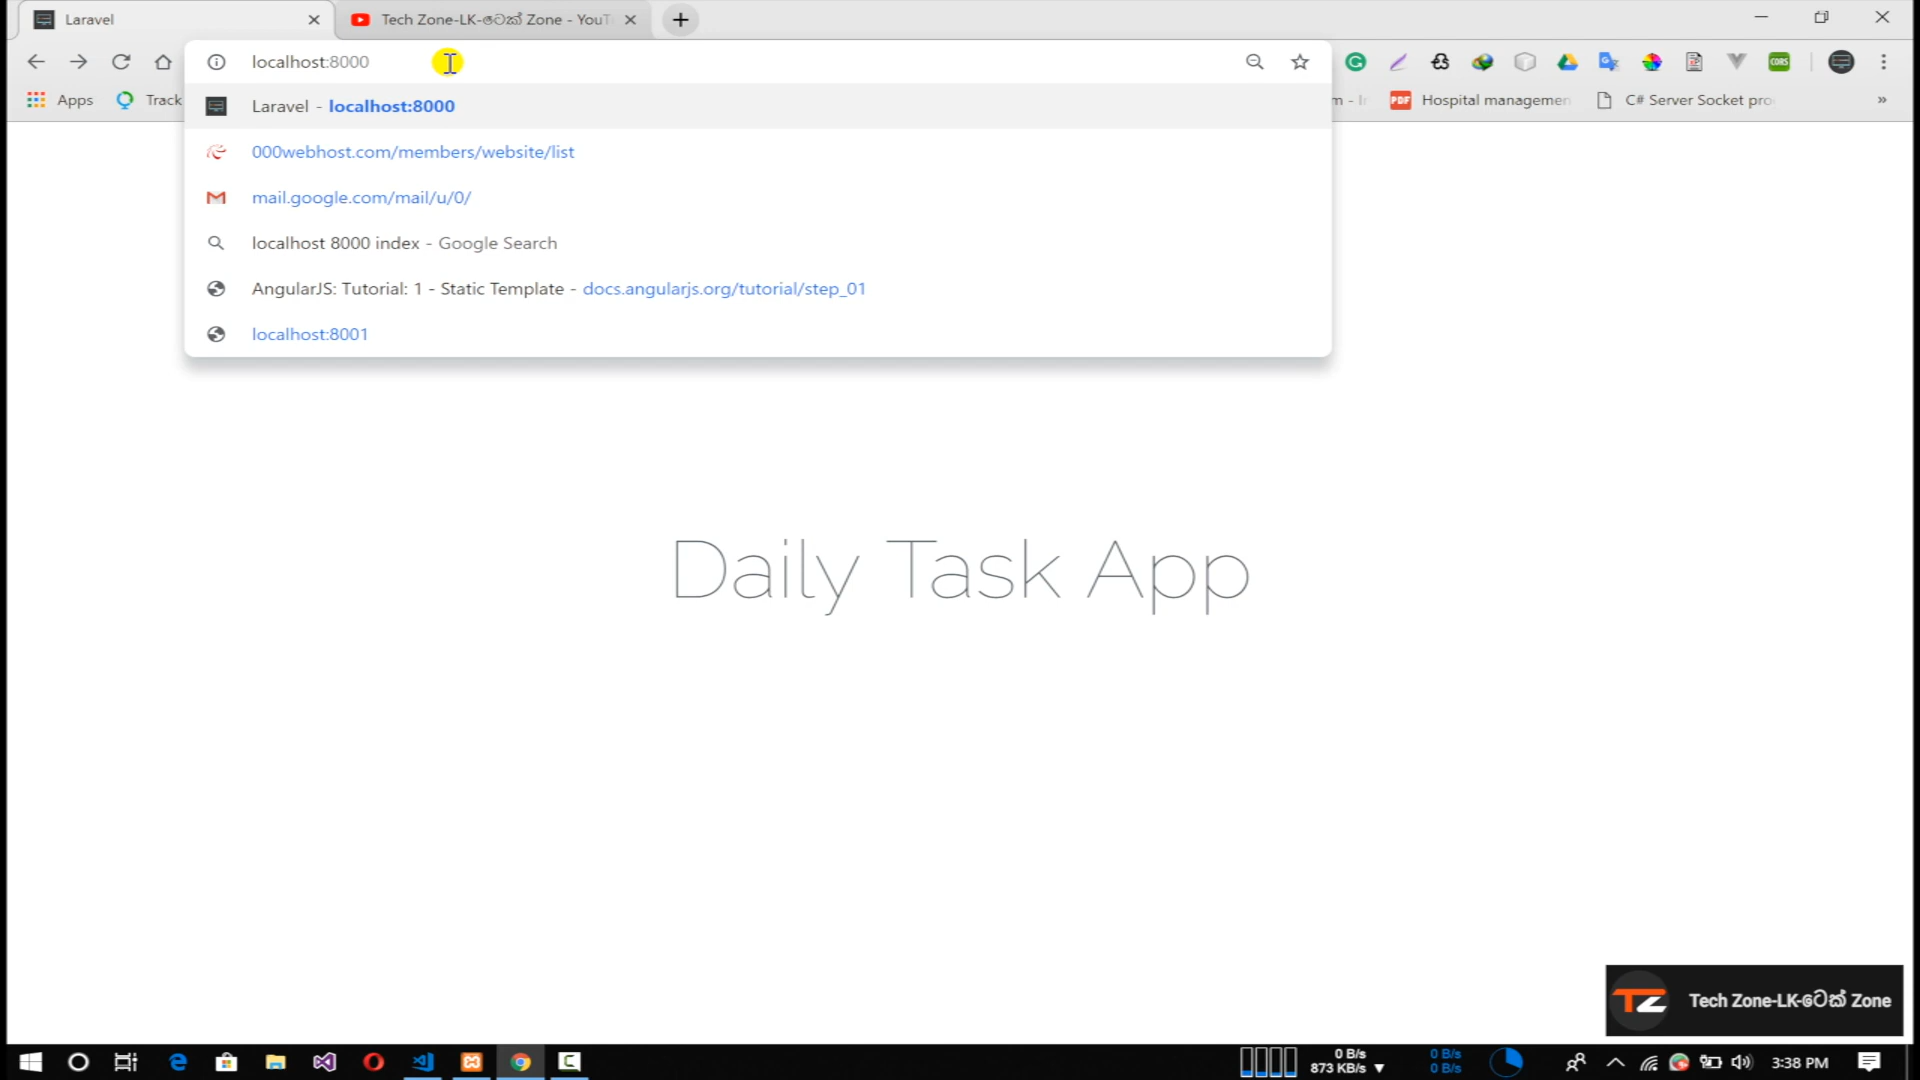 Laravel
Tech Zone-LK-ටෙක් Zone - YouT
localhost:8000
Apps
Track
Laravel - localhost:8000
000webhost.com/members/website/list
mail.google.com/mail/u/0/
localhost 8000 index - Google Search
AngularJS: Tutorial: 1 - Static Template - docs.angularjs.org/tutorial/step_01
localhost:8001
CORS
PDF
Hospital managemen
C# Server Socket pro
Daily Task App
TZ
Tech Zone-LK-ටෙක් Zone
0 B/s
873 KB/s
0 B/s
0 B/s
3:38 PM